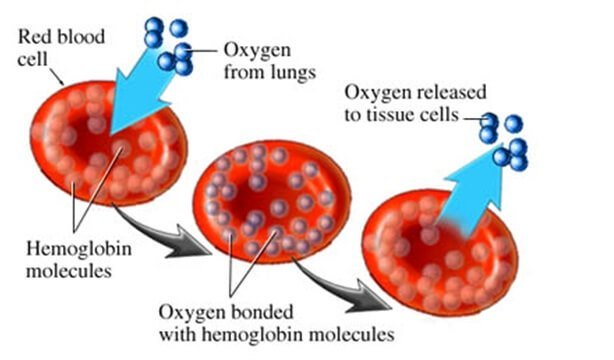 Red blood
cell
Oxygen
from lungs
Oxygen released
to tissue cells
Hemoglobin
molecules
Oxygen bonded
with hemoglobin molecules